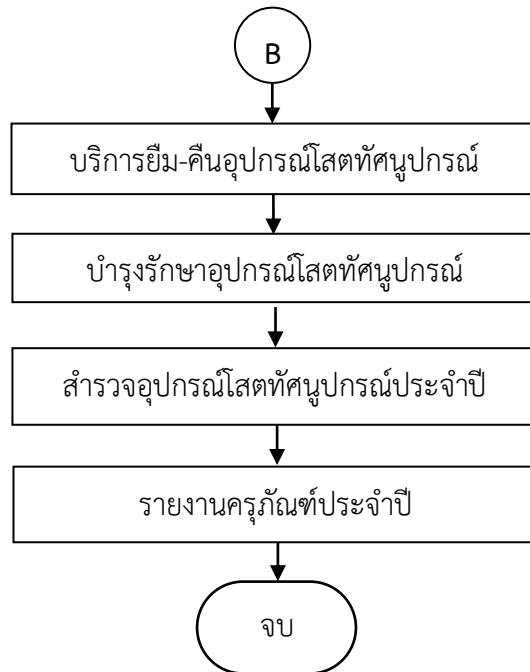 B
บริการยืม-คืนอุปกรณ์โสตทัศนูปกรณ์
บำรุงรักษาอุปกรณ์โสตทัศนูปกรณ์
สำรวจอุปกรณ์โสตทัศนูปกรณ์ประจำปี
รายงานครุภัณฑ์ประจำปี
จบ